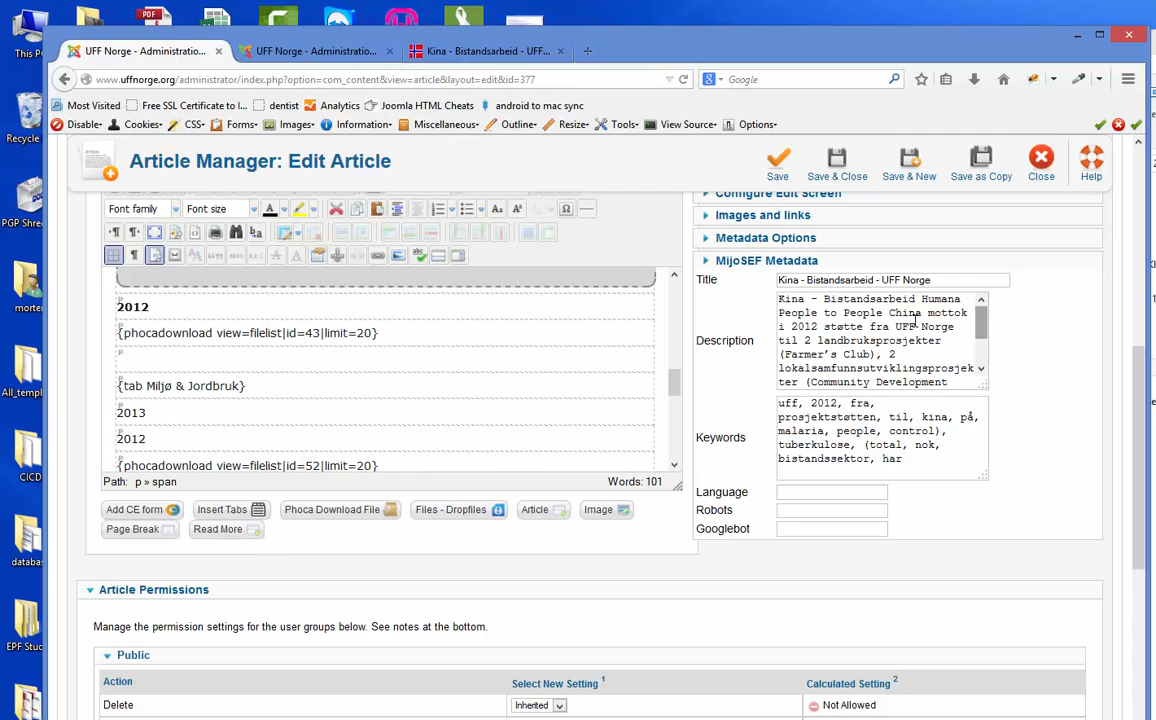 This P
PDF
UFF Norge - Administratio...
UFF Norge - Administratio...
Kina - Bistandsarbeid - UFF...
www.uffnorge.org/administrator/index.php?option=com_content&view=article&layout=edit&id=377
Google
Most Visited
Free SSL Certificate to l...
dentist
Analytics
Joomla HTML Cheats
android to mac sync
Disable
Cookies
CSS
Forms
Images
Information
Miscellaneous
Outline
Resize
Tools
View Source
Options
Recycle
PGP Shre
morte
All_temp
CICD
databas
EPF Stud
Article Manager: Edit Article
Save
Save & Close
Save & New
Save as Copy
Close
Help
Font family
Font size
Configure Edit Screen
Images and links
Metadata Options
MijoSEF Metadata
2012
{phocadownload view=filelist|id=43|limit=20}
{tab Miljø & Jordbruk}
2013
2012
{phocadownload view=filelist|id=52|limit=20}
Path: p » span
Words: 101
Title
Kina - Bistandsarbeid - UFF Norge
Description
Kina - Bistandsarbeid Humana
People to People China mottok
i 2012 støtte fra UFF Norge
til 2 landbruksprosjekter
(Farmer's Club), 2
lokalsamfunnsutviklingsprosjek
ter (Community Development
Keywords
uff, 2012, fra,
prosjektstøtten, til, kina, på,
malaria, people, control),
tuberkulose, (total, nok,
bistandssektor, har
Language
Robots
Googlebot
Add CE form
Insert Tabs
Phoca Download File
Files - Dropfiles
Article
Image
Page Break
Read More
Article Permissions
Manage the permission settings for the user groups below. See notes at the bottom.
Public
Action
Select New Setting 1
Calculated Setting 2
Delete
Inherited
Not Allowed